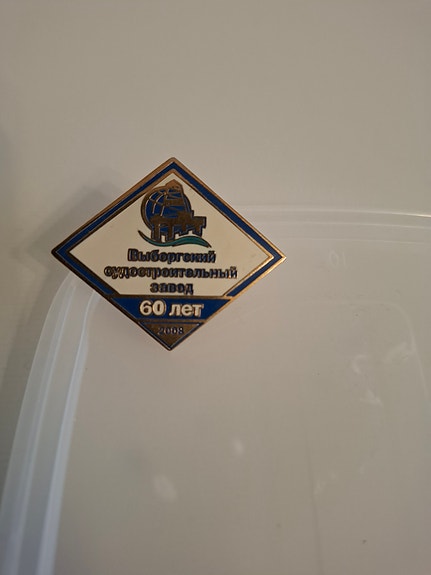 Выборгский
судостроительный
завод
60 лет
2008